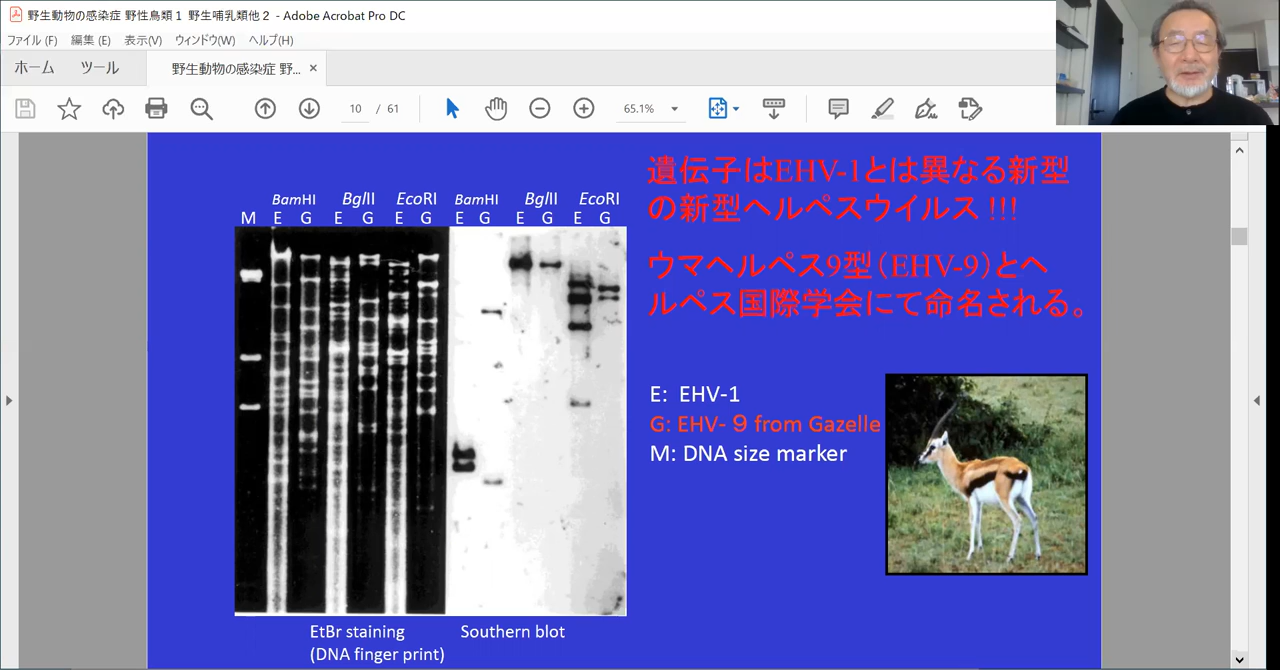 野生動物の感染症 野性鳥類１ 野生哺乳類他２ - Adobe Acrobat Pro DC
ファイル (F) 編集 (E) 表示(V) ウィンドウ(W) ヘルプ(H)
ホーム ツール 野生動物の感染症 野... ×
10 / 61 65.1%
遺伝子はEHV-1とは異なる新型
の新型ヘルペスウイルス !!!
ウマヘルペス9型（EHV-9）とヘ
ルペス国際学会にて命名される。
BamHI BglII EcoRI BamHI BglII EcoRI
M E G E G E G E G E G E G
E: EHV-1
G: EHV- 9 from Gazelle
M: DNA size marker
EtBr staining Southern blot
(DNA finger print)